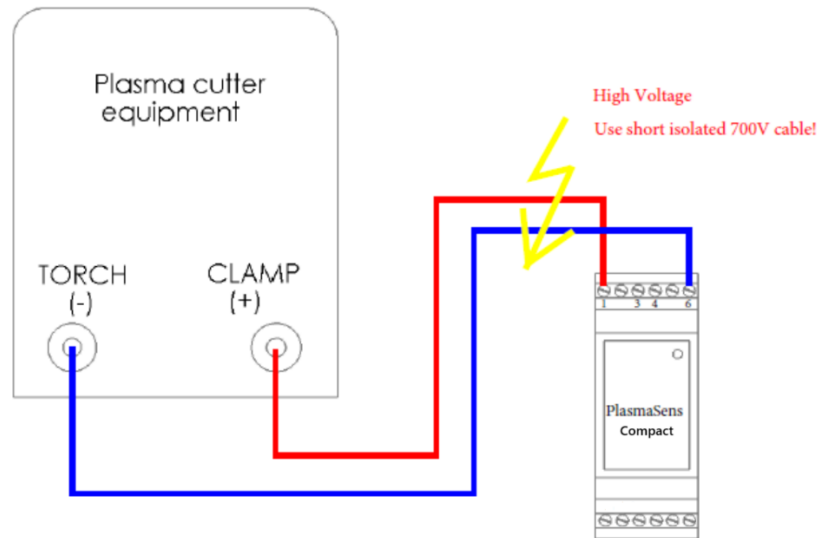 Plasma cutter
equipment
High Voltage
Use short isolated 700V cable!
TORCH
(-)
CLAMP
(+)
1 3 4 6
PlasmaSens
Compact